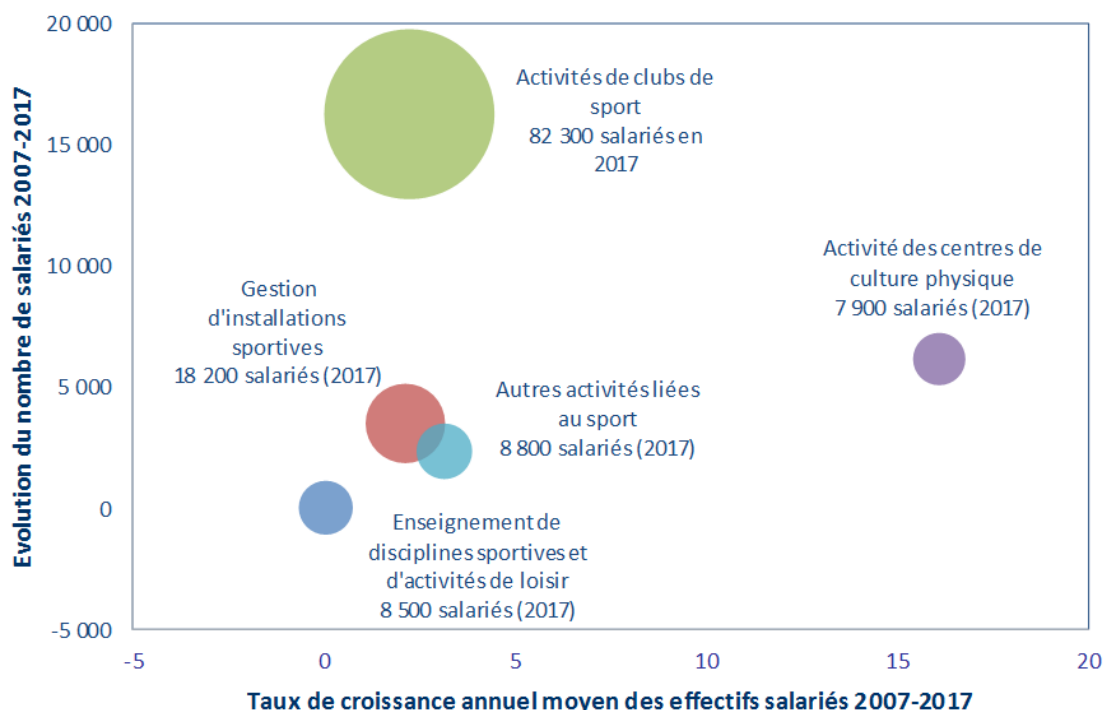 Evolution du nombre de salariés 2007-2017
20 000
15 000
10 000
5 000
0
-5 000
Activités de clubs de
sport
82 300 salariés en
2017
Activité des centres de
culture physique
7 900 salariés (2017)
Gestion
d'installations
sportives
18 200 salariés (2017)
Autres activités liées
au sport
8 800 salariés (2017)
Enseignement de
disciplines sportives et
d'activités de loisir
8 500 salariés (2017)
-5
0
5
10
15
20
Taux de croissance annuel moyen des effectifs salariés 2007-2017